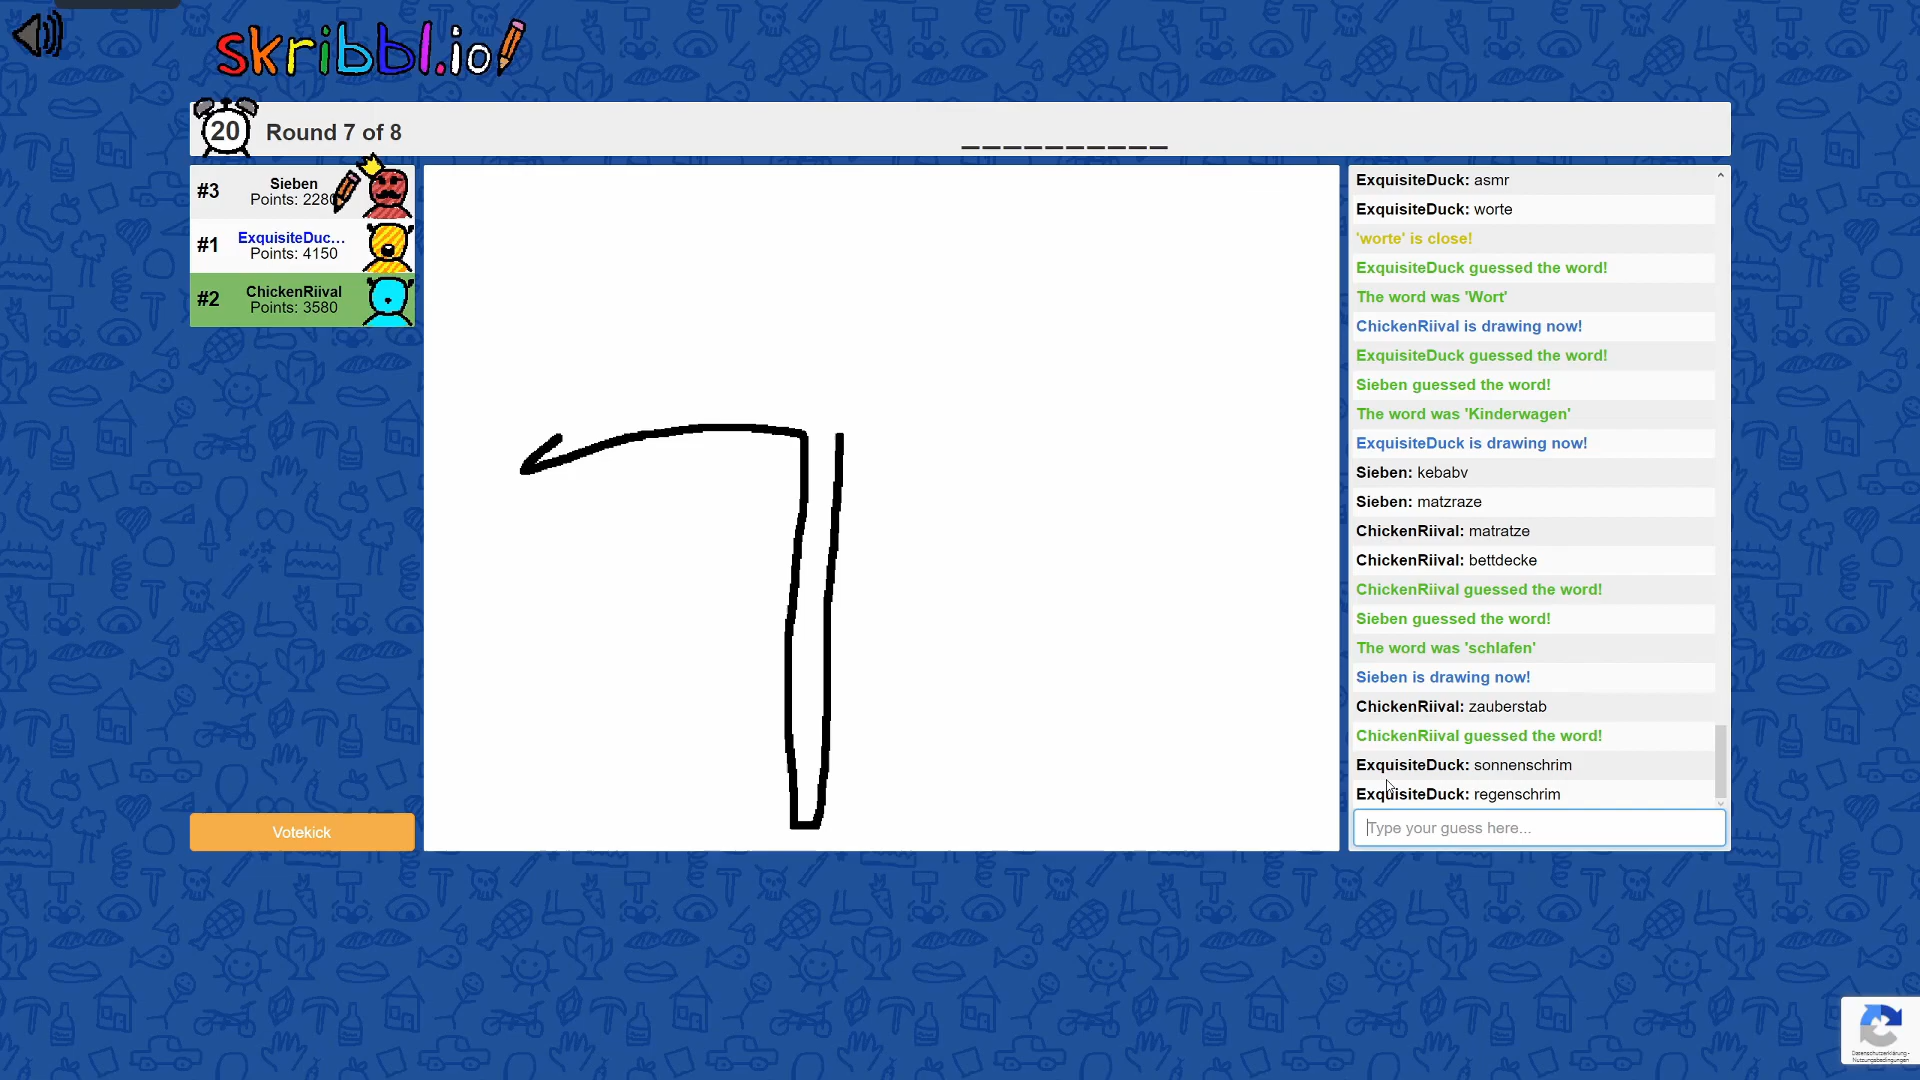 skribbl.io
20
Round 7 of 8
__________
#3
Sieben
Points: 2280
#1
ExquisiteDuc...
Points: 4150
#2
ChickenRiival
Points: 3580
Votekick
ExquisiteDuck: asmr
ExquisiteDuck: worte
'worte' is close!
ExquisiteDuck guessed the word!
The word was 'Wort'
ChickenRiival is drawing now!
ExquisiteDuck guessed the word!
Sieben guessed the word!
The word was 'Kinderwagen'
ExquisiteDuck is drawing now!
Sieben: kebabv
Sieben: matzraze
ChickenRiival: matratze
ChickenRiival: bettdecke
ChickenRiival guessed the word!
Sieben guessed the word!
The word was 'schlafen'
Sieben is drawing now!
ChickenRiival: zauberstab
ChickenRiival guessed the word!
ExquisiteDuck: sonnenschrim
ExquisiteDuck: regenschrim
Type your guess here...
Datenschutzerklärung -
Nutzungsbedingungen